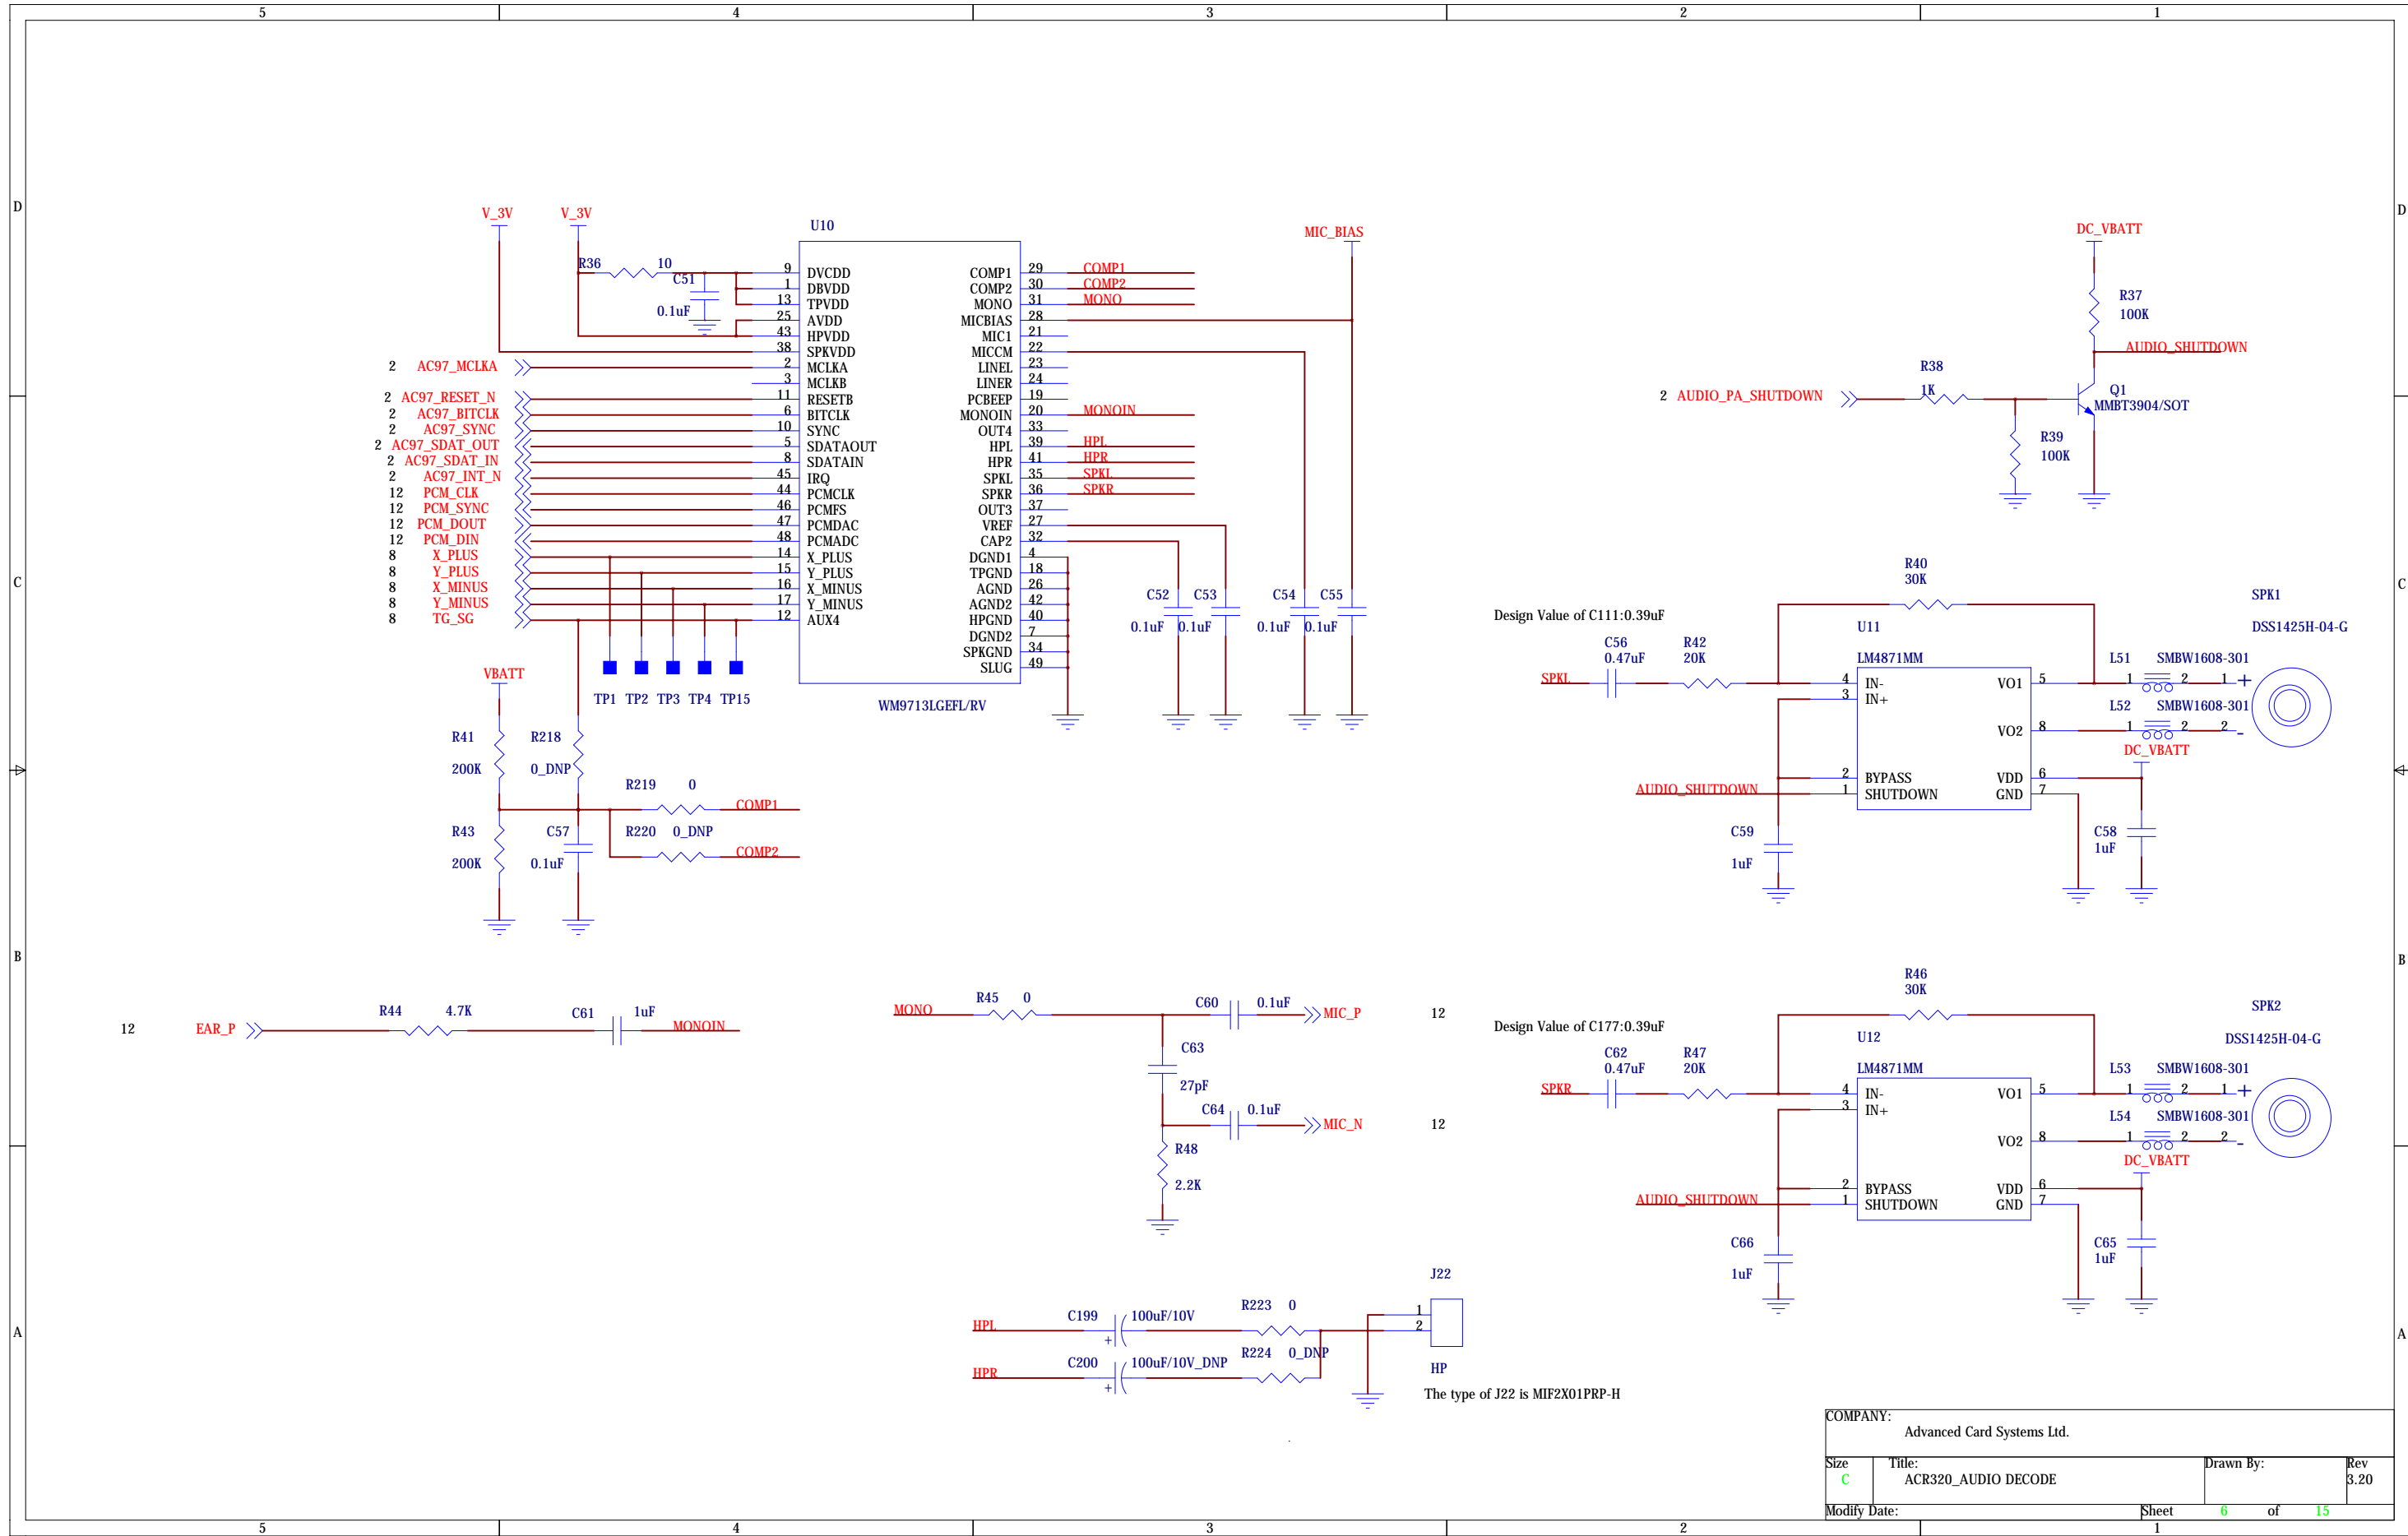 5 4 3 2 1
D D
V_3V V_3V
U10
MIC_BIAS
DC_VBATT
R36 10
C51
0.1uF
9 DVCDD
1 DBVDD
13 TPVDD
25 AVDD
43 HPVDD
38 SPKVDD
2 MCLKA
3 MCLKB
11 RESETB
6 BITCLK
10 SYNC
5 SDATAOUT
8 SDATAIN
45 IRQ
44 PCMCLK
46 PCMFS
47 PCMDAC
48 PCMADC
14 X_PLUS
15 Y_PLUS
16 X_MINUS
17 Y_MINUS
12 AUX4
COMP1 29 COMP1
COMP2 30 COMP2
MONO 31 MONO
MICBIAS 28
MIC1 21
MICCM 22
LINEL 23
LINER 24
PCBEEP 19
MONOIN 20 MONOIN
OUT4 33
HPL 39 HPL
HPR 41 HPR
SPKL 35 SPKL
SPKR 36 SPKR
OUT3 37
VREF 27
CAP2 32
DGND1 4
TPGND 18
AGND 26
AGND2 42
HPGND 40
DGND2 7
SPKGND 34
SLUG 49
WM9713LGEFL/RV
2 AC97_MCLKA
2 AC97_RESET_N
2 AC97_BITCLK
2 AC97_SYNC
2 AC97_SDAT_OUT
2 AC97_SDAT_IN
2 AC97_INT_N
12 PCM_CLK
12 PCM_SYNC
12 PCM_DOUT
12 PCM_DIN
8 X_PLUS
8 Y_PLUS
8 X_MINUS
8 Y_MINUS
8 TG_SG
TP1 TP2 TP3 TP4 TP15
C52 C53 C54 C55
0.1uF 0.1uF 0.1uF 0.1uF
R37
100K
AUDIO_SHUTDOWN
R38
1K
2 AUDIO_PA_SHUTDOWN
Q1
MMBT3904/SOT
R39
100K
C C
VBATT
R41
200K
R218
0_DNP
R219 0
COMP1
R43
200K
C57
0.1uF
R220 0_DNP
COMP2
R40
30K
SPK1
DSS1425H-04-G
Design Value of C111:0.39uF
U11
C56
0.47uF
R42
20K
LM4871MM
L51 SMBW1608-301
SPKL
4 IN-
3 IN+
2 BYPASS
1 SHUTDOWN
VO1 5
VO2 8
VDD 6
GND 7
1 2 1 +
L52 SMBW1608-301
1 2 2 -
DC_VBATT
AUDIO_SHUTDOWN
C59
1uF
C58
1uF
B B
12 EAR_P
R44 4.7K
C61 1uF
MONOIN
MONO
R45 0
C60 0.1uF
MIC_P 12
C63
27pF
C64 0.1uF
MIC_N 12
R48
2.2K
R46
30K
SPK2
DSS1425H-04-G
Design Value of C177:0.39uF
U12
C62
0.47uF
R47
20K
LM4871MM
L53 SMBW1608-301
SPKR
4 IN-
3 IN+
2 BYPASS
1 SHUTDOWN
VO1 5
VO2 8
VDD 6
GND 7
1 2 1 +
L54 SMBW1608-301
1 2 2 -
DC_VBATT
AUDIO_SHUTDOWN
C66
1uF
C65
1uF
A A
HPL
C199 100uF/10V
+
R223 0
HPR
C200 100uF/10V_DNP
+
R224 0_DNP
J22
1
2
HP
The type of J22 is MIF2X01PRP-H
COMPANY:
Advanced Card Systems Ltd.
Size
C
Title:
ACR320_AUDIO DECODE
Drawn By:
Rev
3.20
Modify Date:
Sheet 6 of 15
5 4 3 2 1